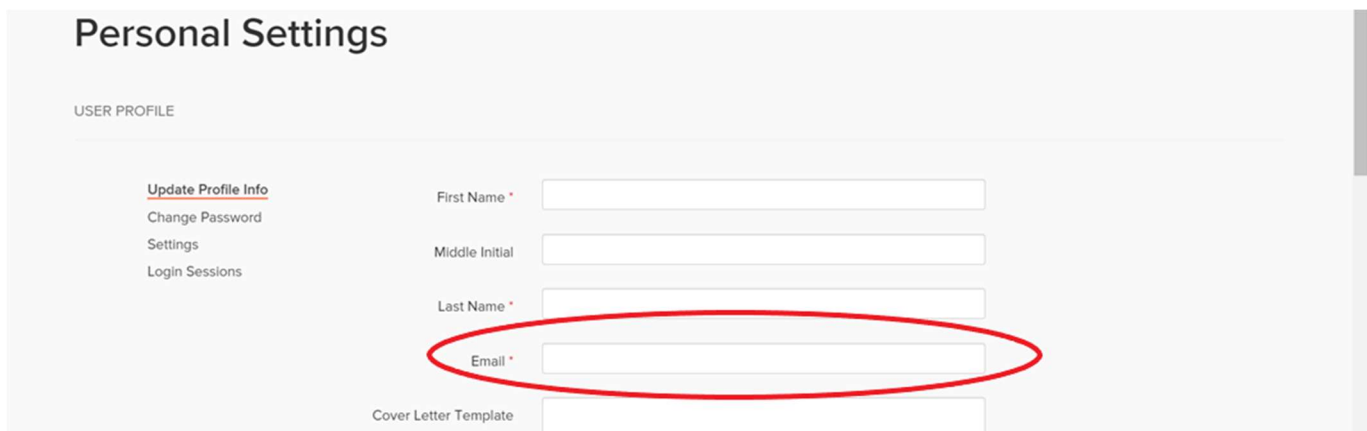 Personal Settings
USER PROFILE
Update Profile Info
Change Password
Settings
Login Sessions
First Name *
Middle Initial
Last Name *
Email *
Cover Letter Template